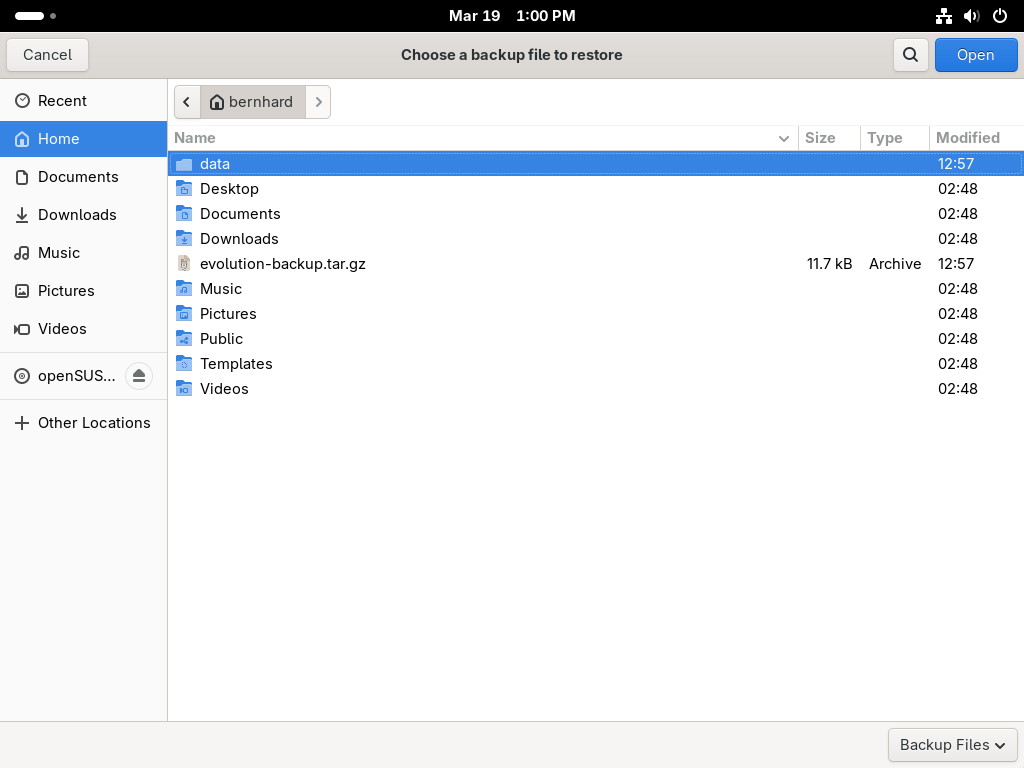 Mar 19 1:00 PM
Cancel
Choose a backup file to restore
Open
Recent
Home
Documents
Downloads
Music
Pictures
Videos
openSUS...
Other Locations
bernhard
Name Size Type Modified
data 12:57
Desktop 02:48
Documents 02:48
Downloads 02:48
evolution-backup.tar.gz 11.7 kB Archive 12:57
Music 02:48
Pictures 02:48
Public 02:48
Templates 02:48
Videos 02:48
Backup Files